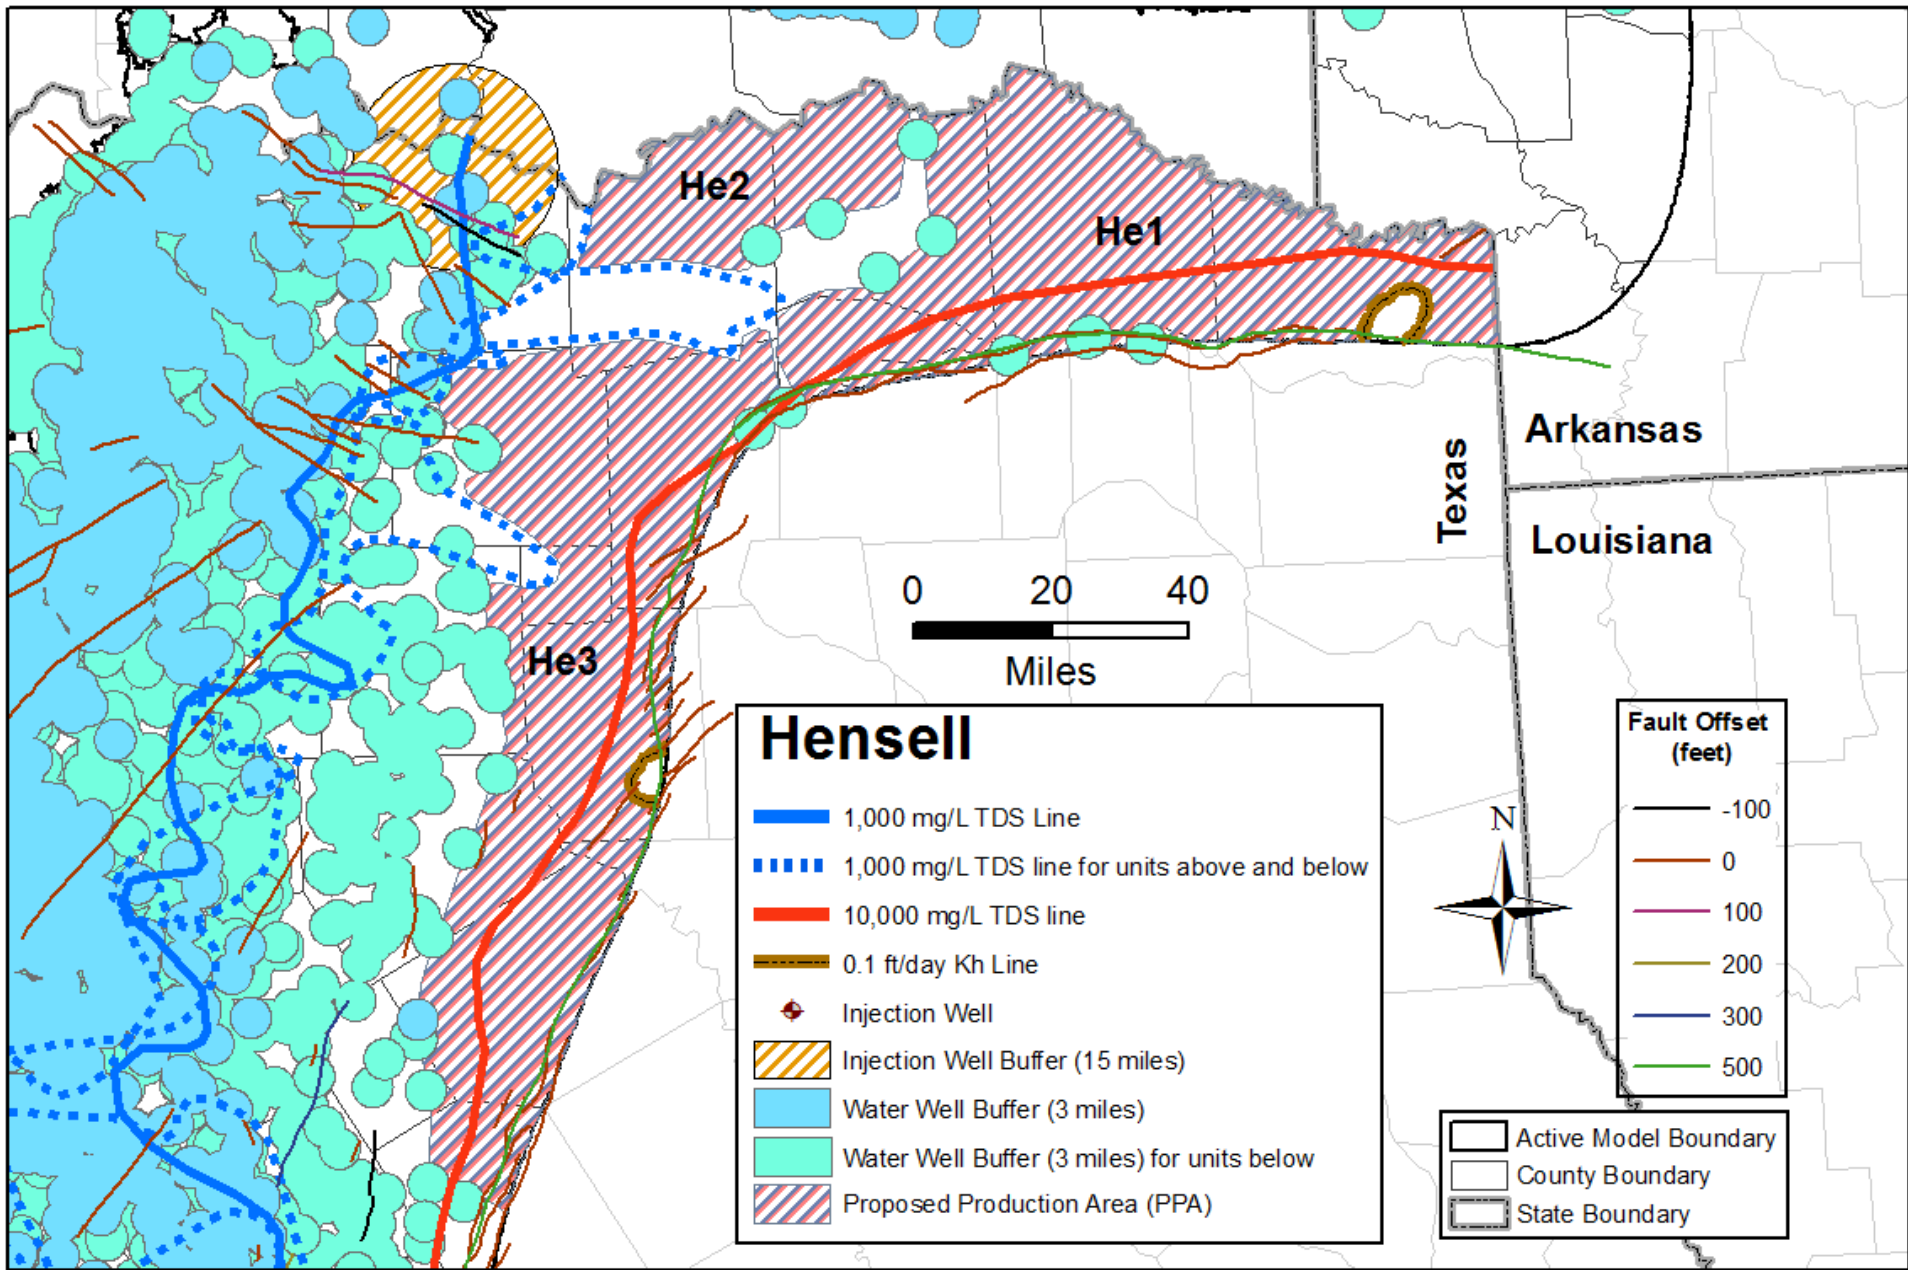 He2
He1
Arkansas
Texas
Louisiana
0 20 40
Miles
He3
Hensell
1,000 mg/L TDS Line
1,000 mg/L TDS line for units above and below
10,000 mg/L TDS line
0.1 ft/day Kh Line
Injection Well
Injection Well Buffer (15 miles)
Water Well Buffer (3 miles)
Water Well Buffer (3 miles) for units below
Proposed Production Area (PPA)
N
Fault Offset
(feet)
-100
0
100
200
300
500
Active Model Boundary
County Boundary
State Boundary